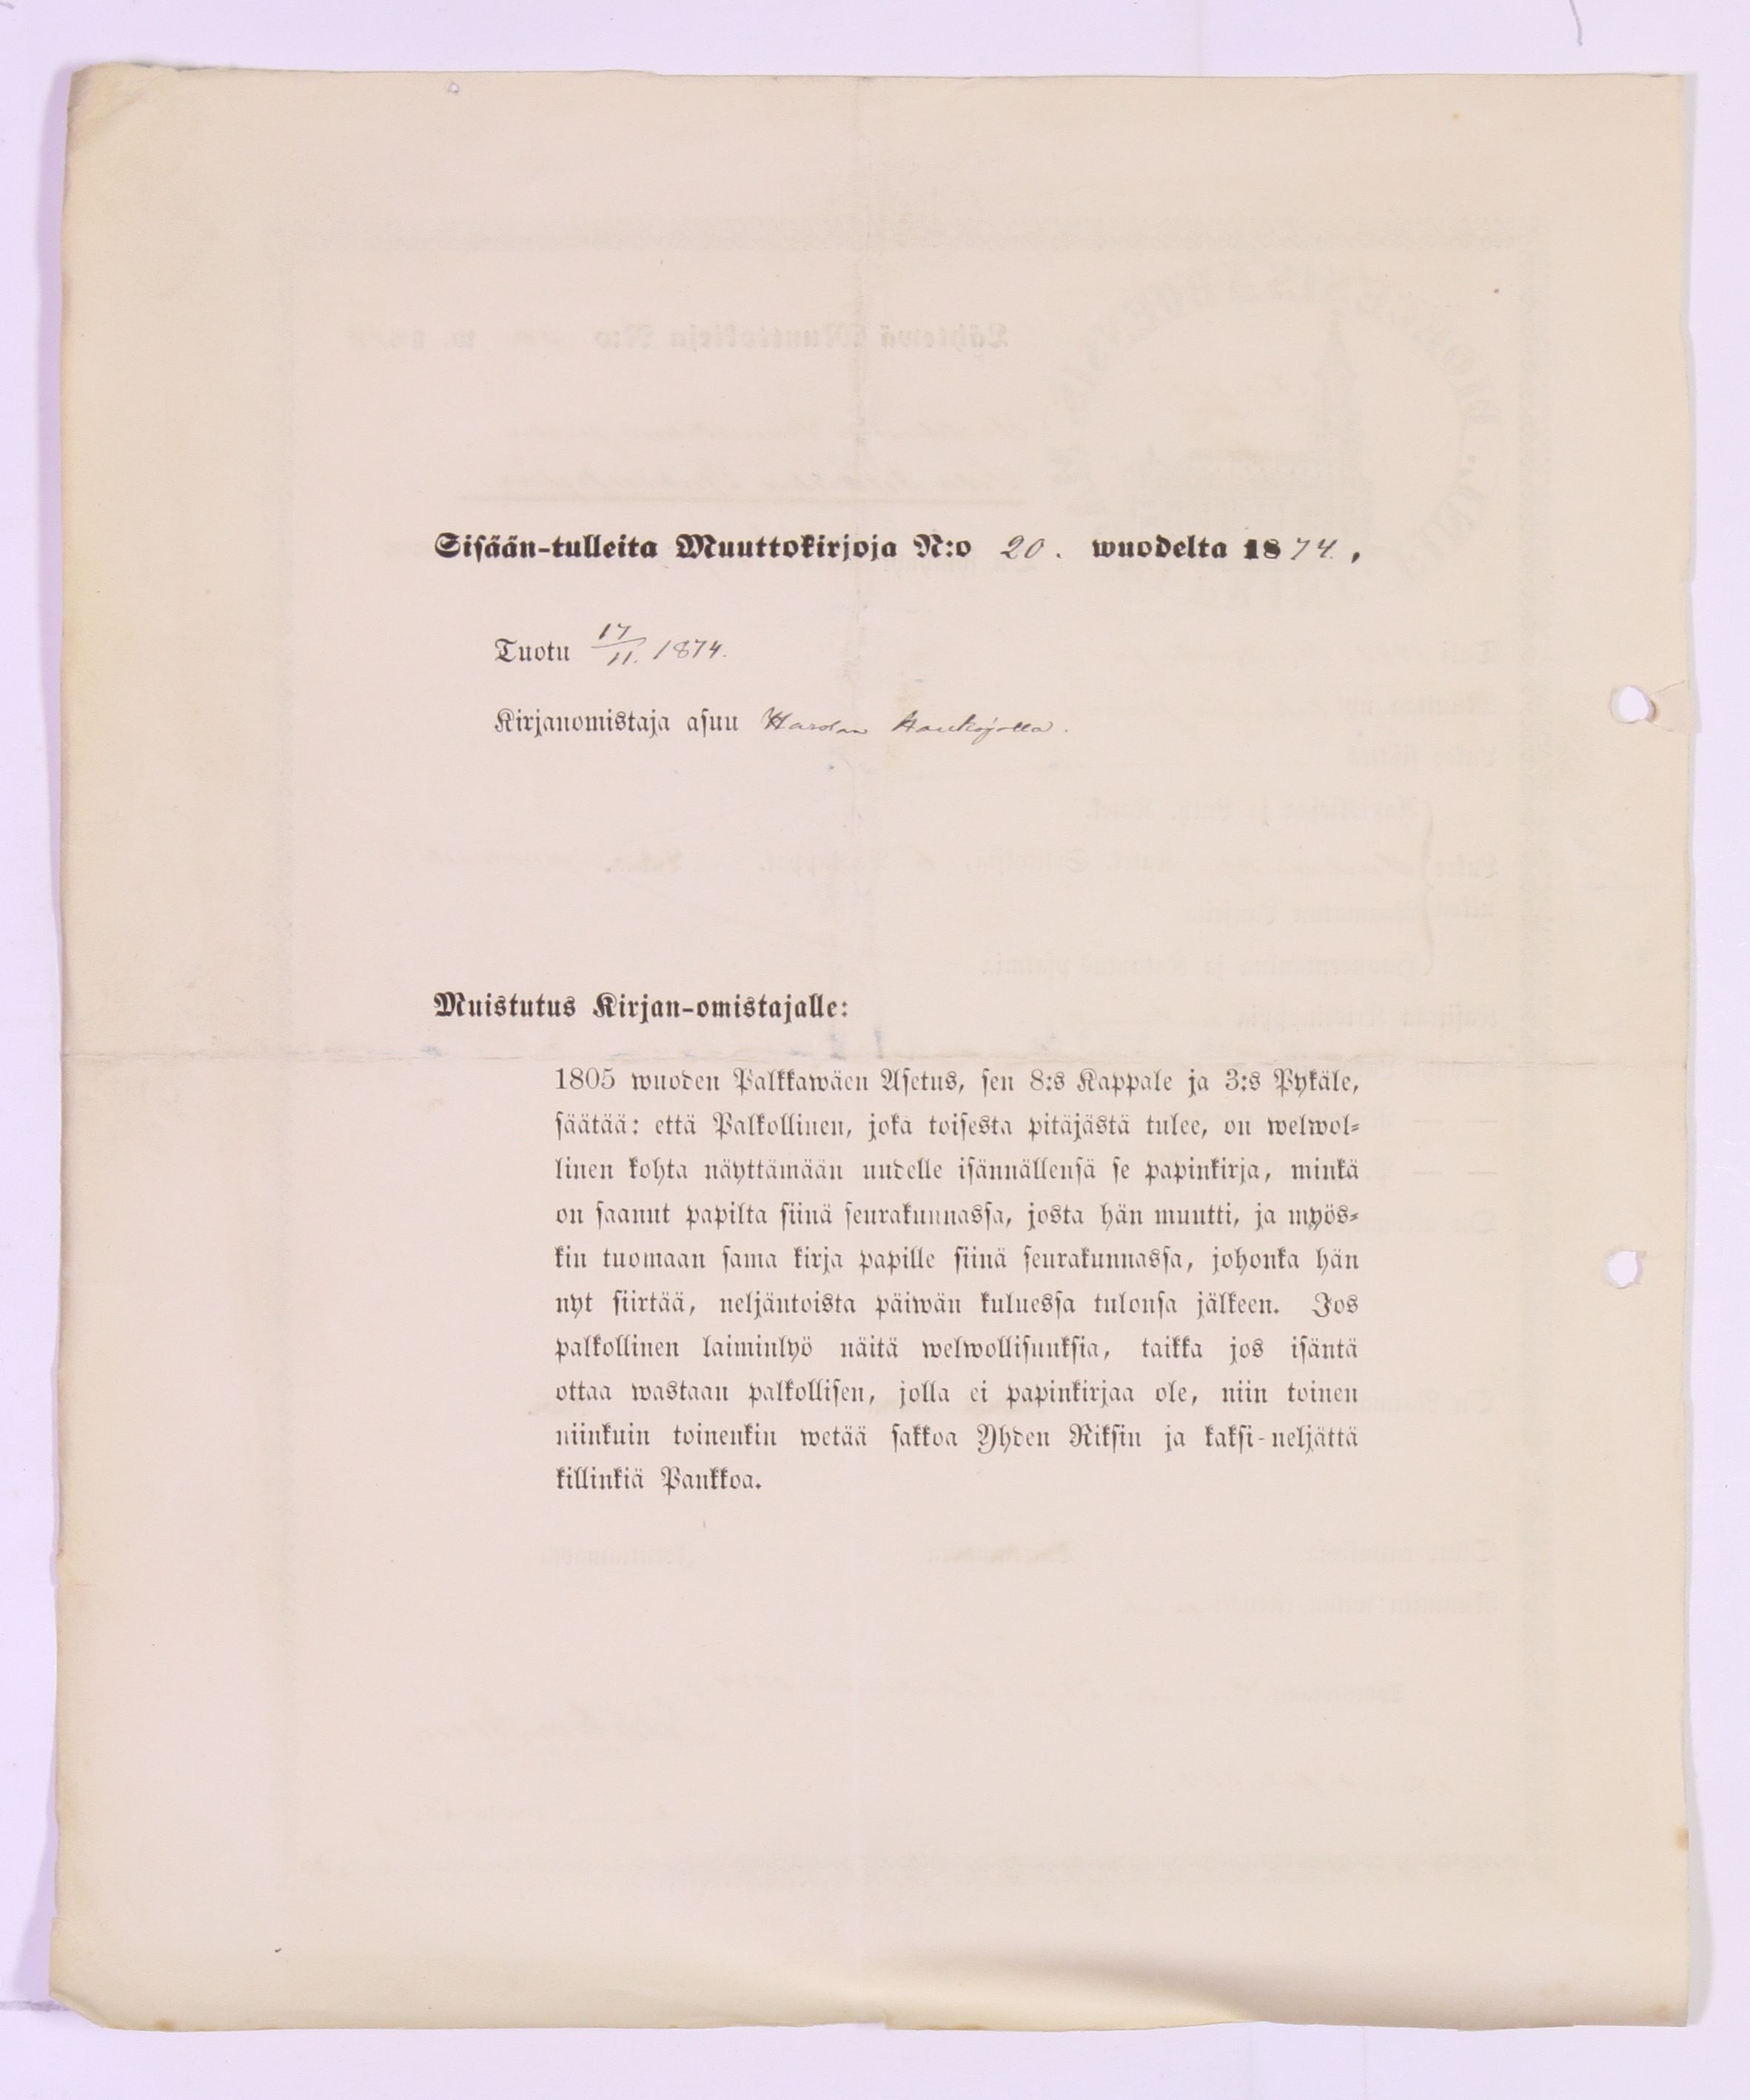 Sisään-tulleita Muuttokirjoja N:o 20. wuodelta 1874,
Tuotu 17/11. 1874.
Kirjanomistaja asuu
Muistutus Kirjan-omistajalle:
1805 wuoden Palkkawäen Asetus, sen 8:s Kappale ja 3:s Pykäle,
säätää: että Palkollinen, joka toisesta pitäjästä tulee, on welwol-
linen kohta näyttämään uudelle isännällensä se papinkirja, minkä
on saanut papilta siinä seurakunnassa, josta hän muutti, ja myös-
kin tuomaan sama kirja papille siinä seurakunnassa, johonka hän
nyt siirtää, neljäntoista päiwän kuluessa tulonsa jälkeen. Jos
palkollinen laiminlyö näitä welwollisuuksia, taikka jos isäntä
ottaa wastaan palkollisen, jolla ei papinkirjaa ole, niin toinen
niinkuin toinenkin wetää sakkoa Yhden Riksin ja kaksi-neljättä
killinkiä Pankkoa.